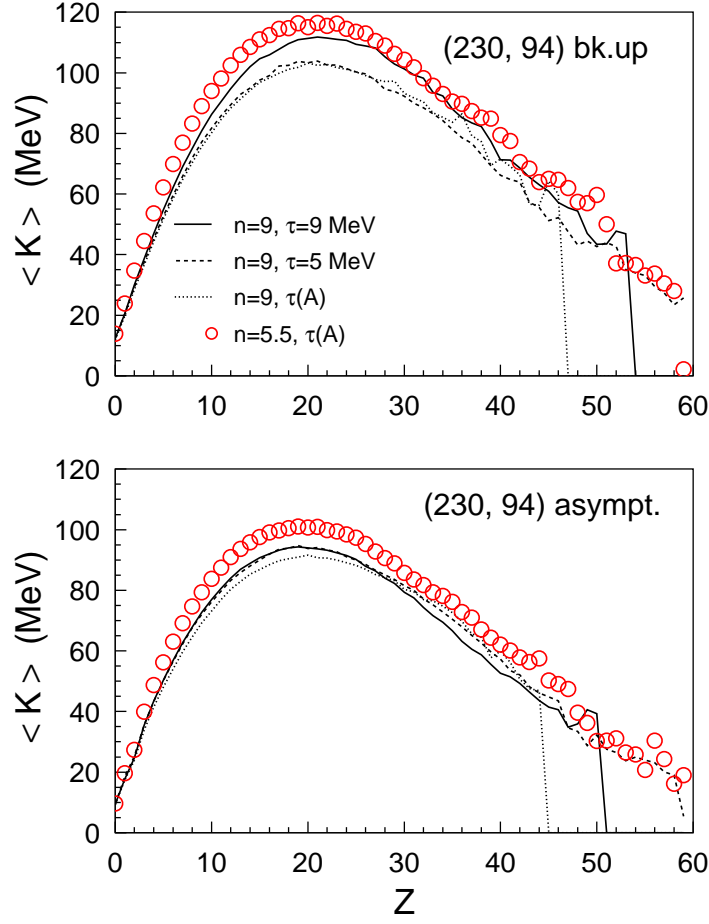 120
(230, 94) bk.up
100
80
60
40
20
0
< K > (MeV)
n=9, τ=9 MeV
n=9, τ=5 MeV
n=9, τ(A)
n=5.5, τ(A)
0 10 20 30 40 50 60
120
(230, 94) asympt.
100
80
60
40
20
0
< K > (MeV)
0 10 20 30 40 50 60
Z